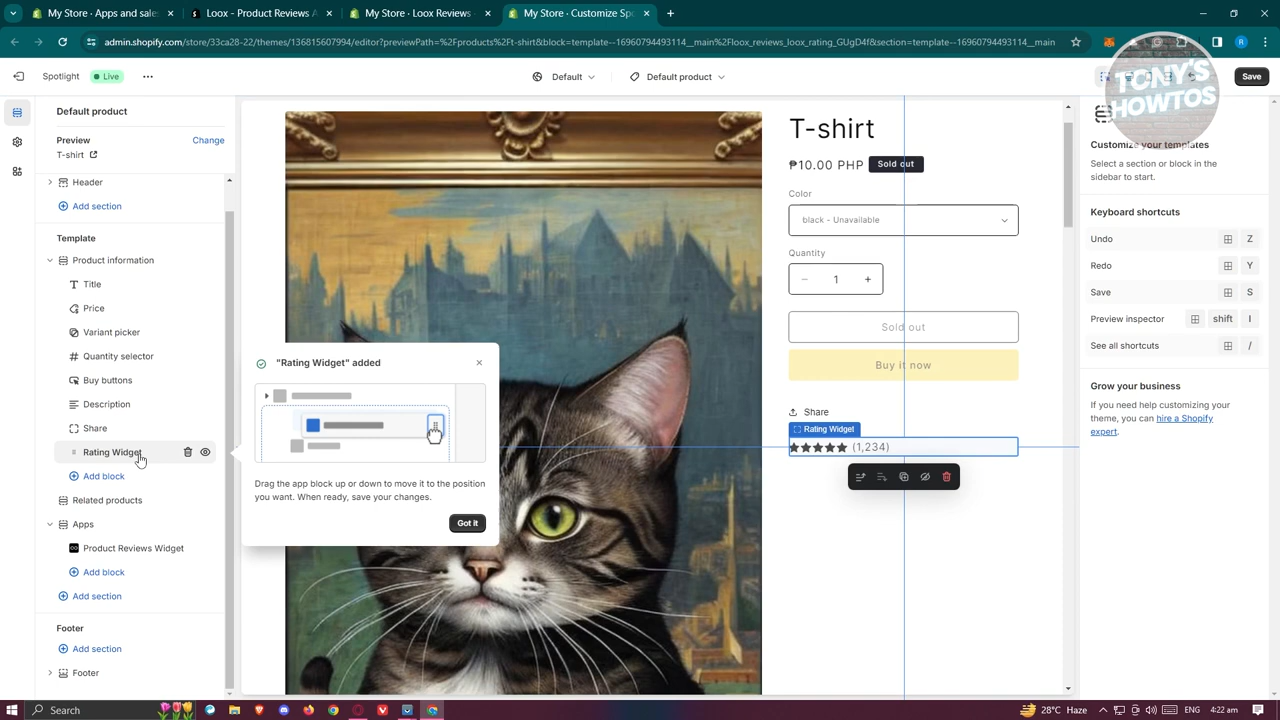 My Store · Apps and sales
Loox - Product Reviews A
My Store · Loox Reviews ·
My Store · Customize Spo
admin.shopify.com/store/33ca28-22/themes/136815607994/editor?previewPath=%2Fproducts%2Ft-shirt&block=template--16960794493114__main%2Floox_reviews_loox_rating_GUgD4f&section=template--16960794493114__main
Spotlight
Live
Default
Default product
Save
TONY'S
HOWTOS
Default product
Preview
Change
T-shirt
Header
Add section
Template
Product information
Title
Price
Variant picker
Quantity selector
Buy buttons
Description
Share
Rating Widget
Add block
Related products
Apps
Product Reviews Widget
Add block
Add section
Footer
Add section
Footer
"Rating Widget" added
Drag the app block up or down to move it to the position
you want. When ready, save your changes.
Got it
T-shirt
₱10.00 PHP
Sold out
Color
black - Unavailable
Quantity
1
Sold out
Buy it now
Share
Rating Widget
(1,234)
Customize your templates
Select a section or block in the
sidebar to start.
Keyboard shortcuts
Undo
Z
Redo
Y
Save
S
Preview inspector
shift
I
See all shortcuts
/
Grow your business
If you need help customizing your
theme, you can hire a Shopify
expert.
Search
28°C Haze
ENG
4:22 am